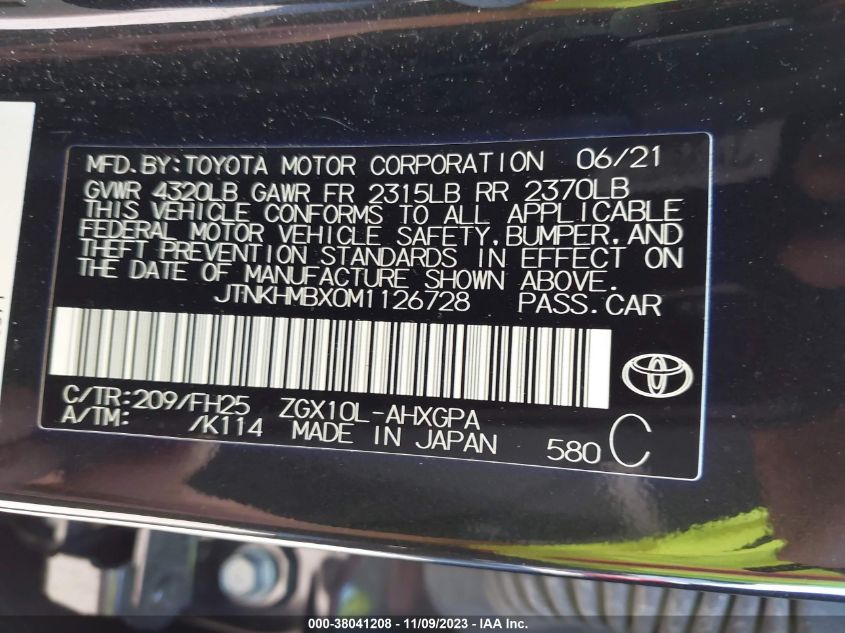 MFD.BY:TOYOTA MOTOR CORPORATION 06/21
GVWR 4320LB GAWR FR 2315LB RR 2370LB
THIS VEHICLE CONFORMS TO ALL APPLICABLE
FEDERAL MOTOR VEHICLE SAFETY,BUMPER,AND
THEFT PREVENTION STANDARDS IN EFFECT ON
THE DATE OF MANUFACTURE SHOWN ABOVE.
JTNKHMBX0M1126728 PASS.CAR
C/TR:209/FH25 ZGX10L-AHXGPA
A/TM: /K114 MADE IN JAPAN 580 C
000-38041208 - 11/09/2023 - IAA Inc.